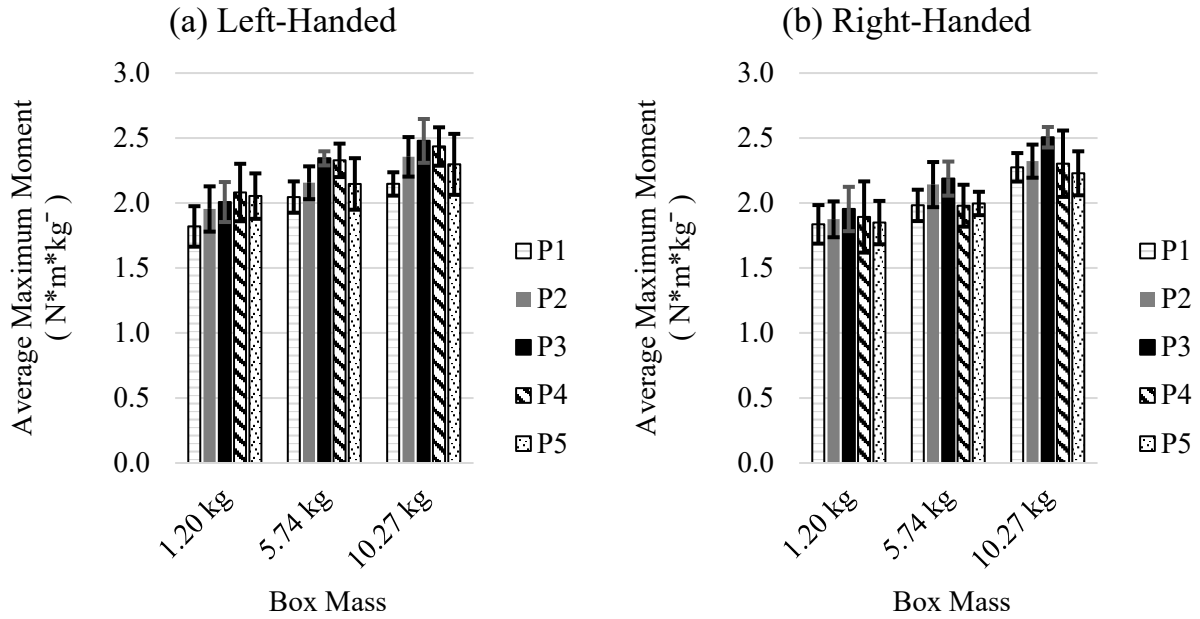 (a) Left-Handed
Average Maximum Moment
( N*m*kg⁻ )
3.0
2.5
2.0
1.5
1.0
0.5
0.0
1.20 kg
5.74 kg
10.27 kg
Box Mass
P1
P2
P3
P4
P5
(b) Right-Handed
Average Maximum Moment
( N*m*kg⁻ )
3.0
2.5
2.0
1.5
1.0
0.5
0.0
1.20 kg
5.74 kg
10.27 kg
Box Mass
P1
P2
P3
P4
P5